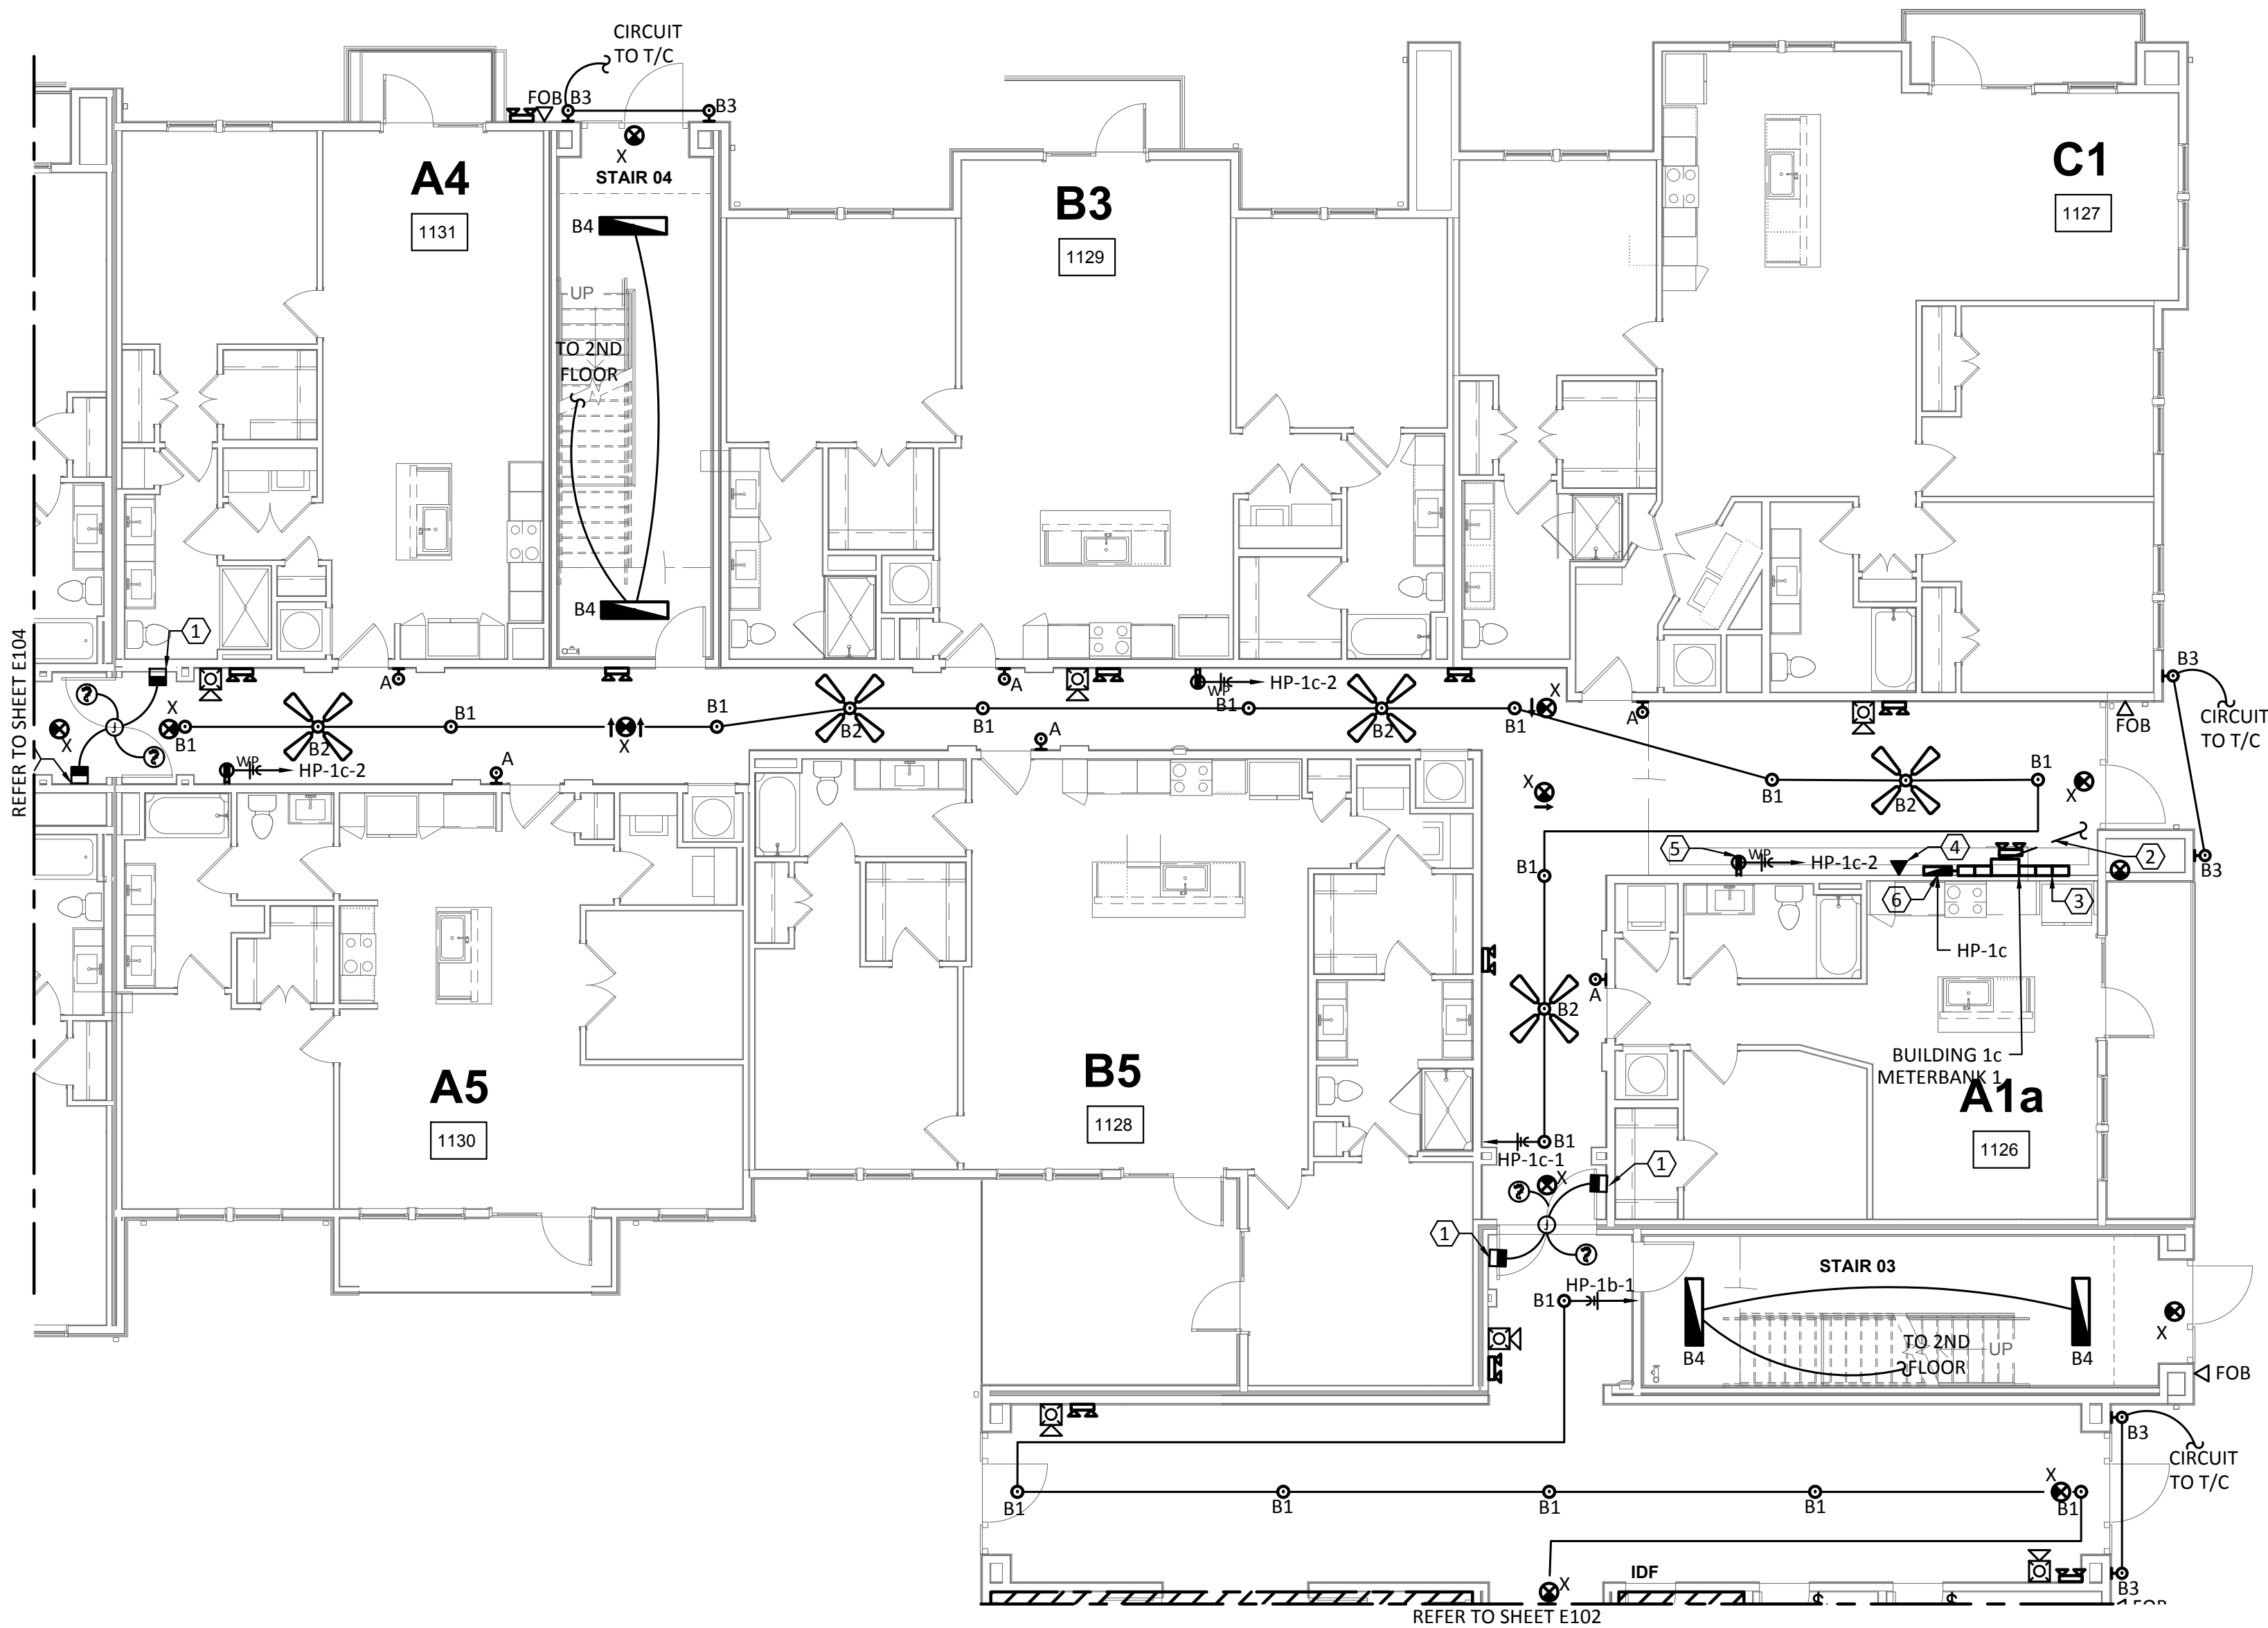 CIRCUIT
TO T/C
FOB
B3
B3
X
STAIR 04
A4
1131
B3
1129
C1
1127
B4
UP
TO 2ND
FLOOR
B4
1
REFER TO SHEET E104
A
A
WP
HP-1c-2
B3
X
X
B1
B2
B1
X
B1
B2
B1
B1
B2
B1
X
A
FOB
CIRCUIT
TO T/C
J
?
?
X
WP
HP-1c-2
A
A
X
B1
B2
B1
X
5
WP
HP-1c-2
4
2
B3
B1
6
3
HP-1c
A
B2
BUILDING 1c
METERBANK 1
A5
1130
B5
1128
A1a
1126
B1
HP-1c-1
X
1
?
J
?
1
HP-1b-1
B1
STAIR 03
B4
TO 2ND
FLOOR
UP
B4
X
FOB
B3
CIRCUIT
TO T/C
B1
B1
B1
B1
X
B1
IDF
X
B3
FOB
$
$
REFER TO SHEET E102